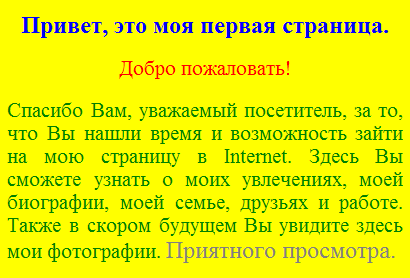 Привет, это моя первая страница.
Добро пожаловать!
Спасибо Вам, уважаемый посетитель, за то,
что Вы нашли время и возможность зайти
на мою страницу в Internet. Здесь Вы
сможете узнать о моих увлечениях, моей
биографии, моей семье, друзьях и работе.
Также в скором будущем Вы увидите здесь
мои фотографии. Приятного просмотра.